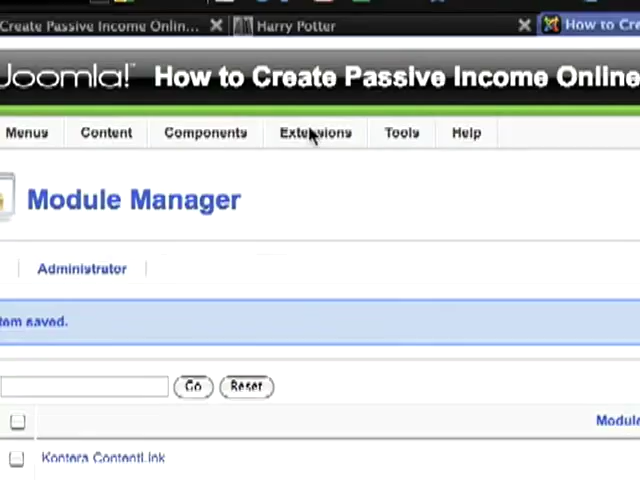 Create Passive Income Onlin... Harry Potter How to Cre
Joomla! How to Create Passive Income Online
Menus Content Components Extensions Tools Help
Module Manager
Administrator
tem saved.
Go Reset
Module
Kontera ContentLink